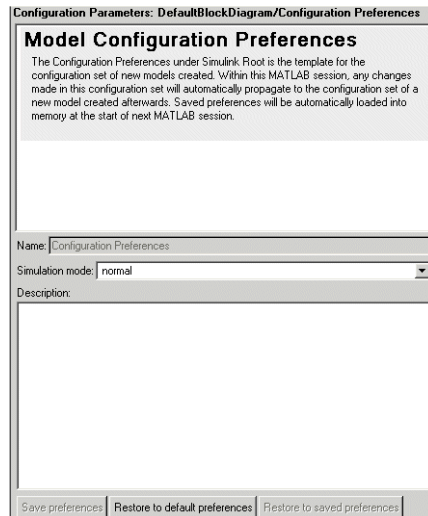 Configuration Parameters: DefaultBlockDiagram/Configuration Preferences
Model Configuration Preferences
The Configuration Preferences under Simulink Root is the template for the
configuration set of new models created. Within this MATLAB session, any changes
made in this configuration set will automatically propagate to the configuration set of a
new model created afterwards. Saved preferences will be automatically loaded into
memory at the start of next MATLAB session.
Name: Configuration Preferences
Simulation mode: normal
Description:
Save preferences Restore to default preferences Restore to saved preferences